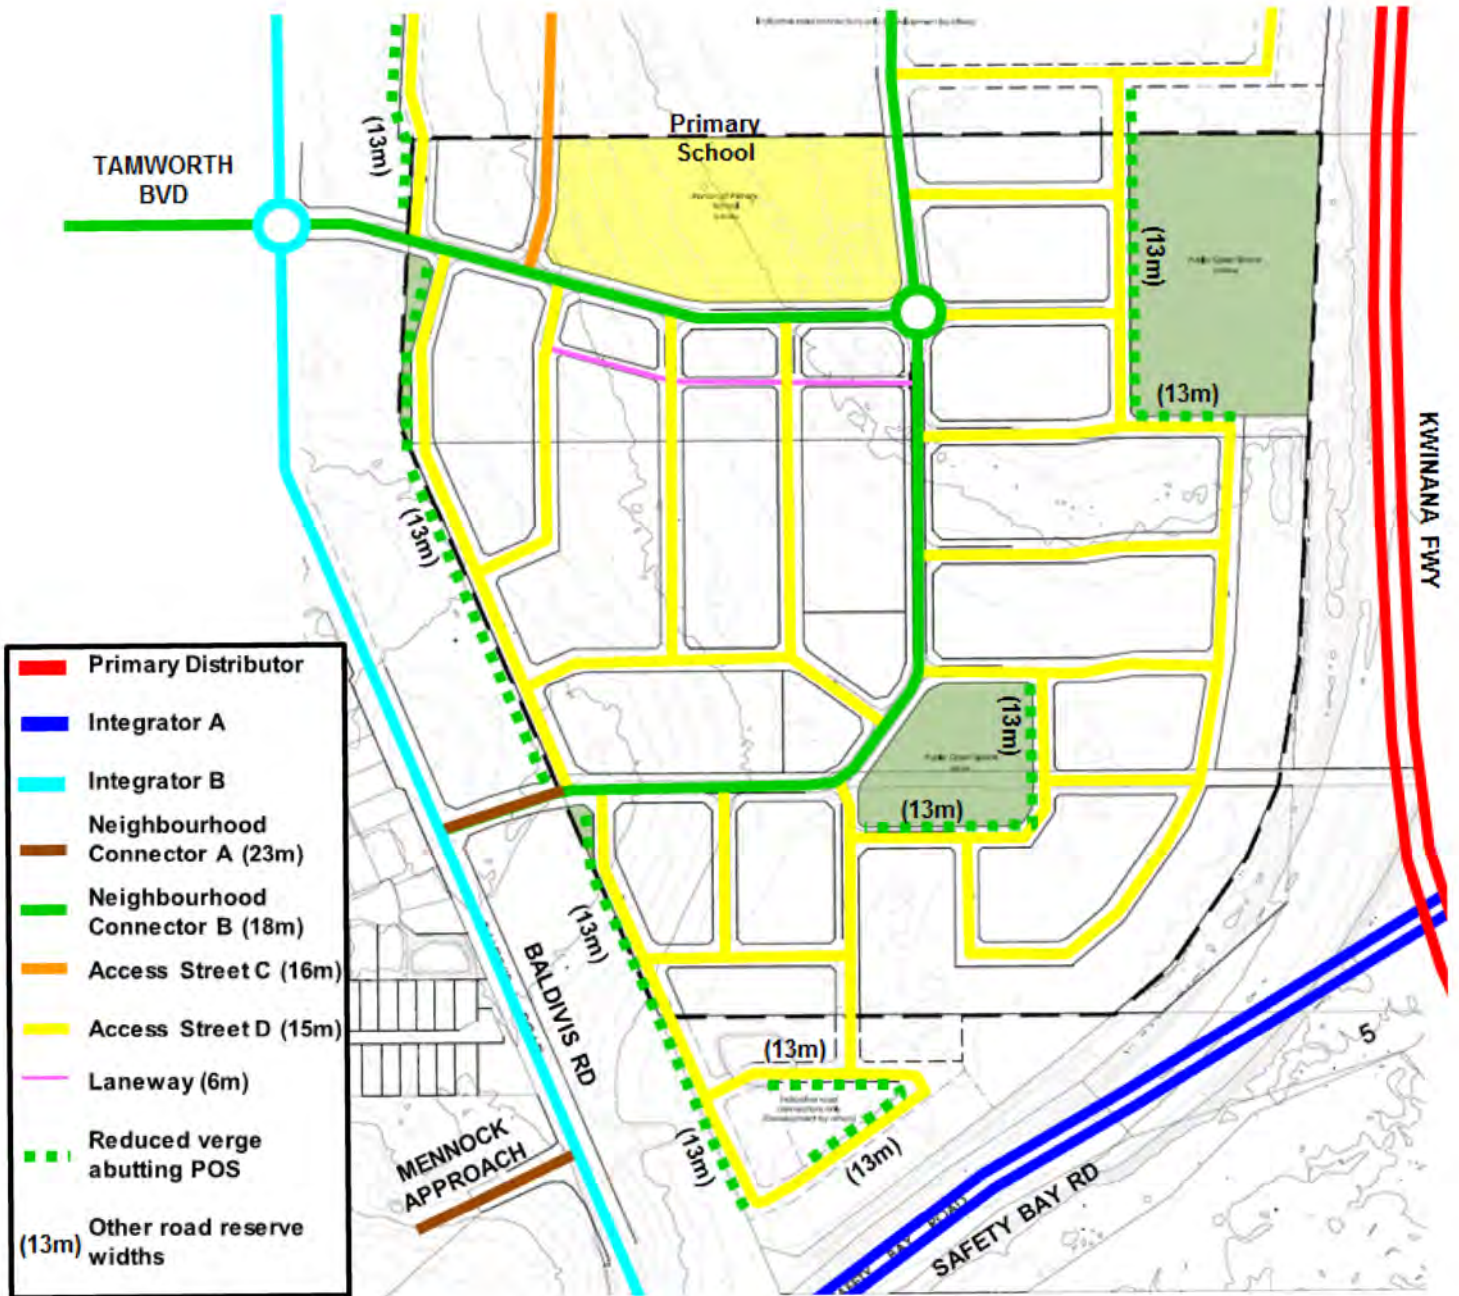 Primary
School
TAMWORTH
BVD
(13m)
(13m)
(13m)
(13m)
KWINANA FWY
(13m)
(13m)
Primary Distributor
Integrator A
Integrator B
Neighbourhood
Connector A (23m)
Neighbourhood
Connector B (18m)
Access Street C (16m)
Access Street D (15m)
Laneway (6m)
Reduced verge
abutting POS
(13m) Other road reserve
widths
(13m)
BALDIVIS RD
(13m)
(13m)
(13m)
MENNOCK
APPROACH
5
SAFETY BAY RD